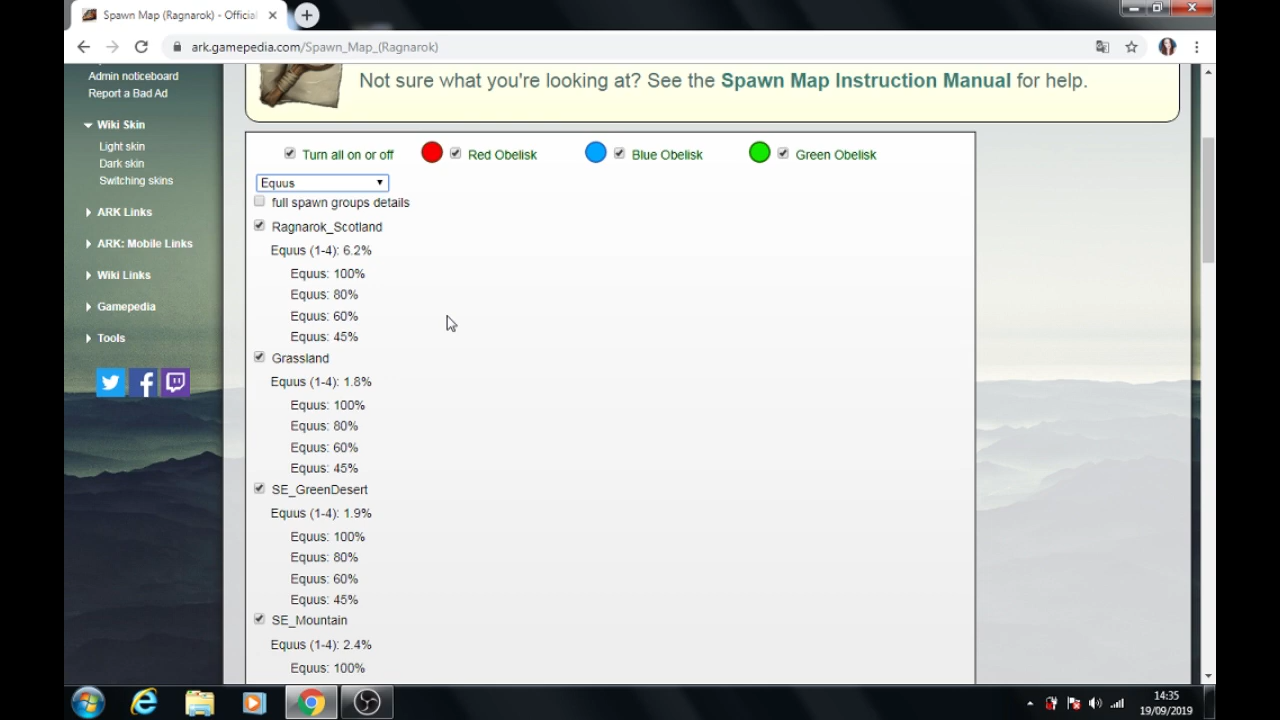 Spawn Map (Ragnarok) - Official
ark.gamepedia.com/Spawn_Map_(Ragnarok)
Admin noticeboard
Report a Bad Ad
Wiki Skin
Light skin
Dark skin
Switching skins
ARK Links
ARK: Mobile Links
Wiki Links
Gamepedia
Tools
Not sure what you're looking at? See the Spawn Map Instruction Manual for help.
Turn all on or off Red Obelisk Blue Obelisk Green Obelisk
Equus
full spawn groups details
Ragnarok_Scotland
Equus (1-4): 6.2%
Equus: 100%
Equus: 80%
Equus: 60%
Equus: 45%
Grassland
Equus (1-4): 1.8%
Equus: 100%
Equus: 80%
Equus: 60%
Equus: 45%
SE_GreenDesert
Equus (1-4): 1.9%
Equus: 100%
Equus: 80%
Equus: 60%
Equus: 45%
SE_Mountain
Equus (1-4): 2.4%
Equus: 100%
14:35
19/09/2019